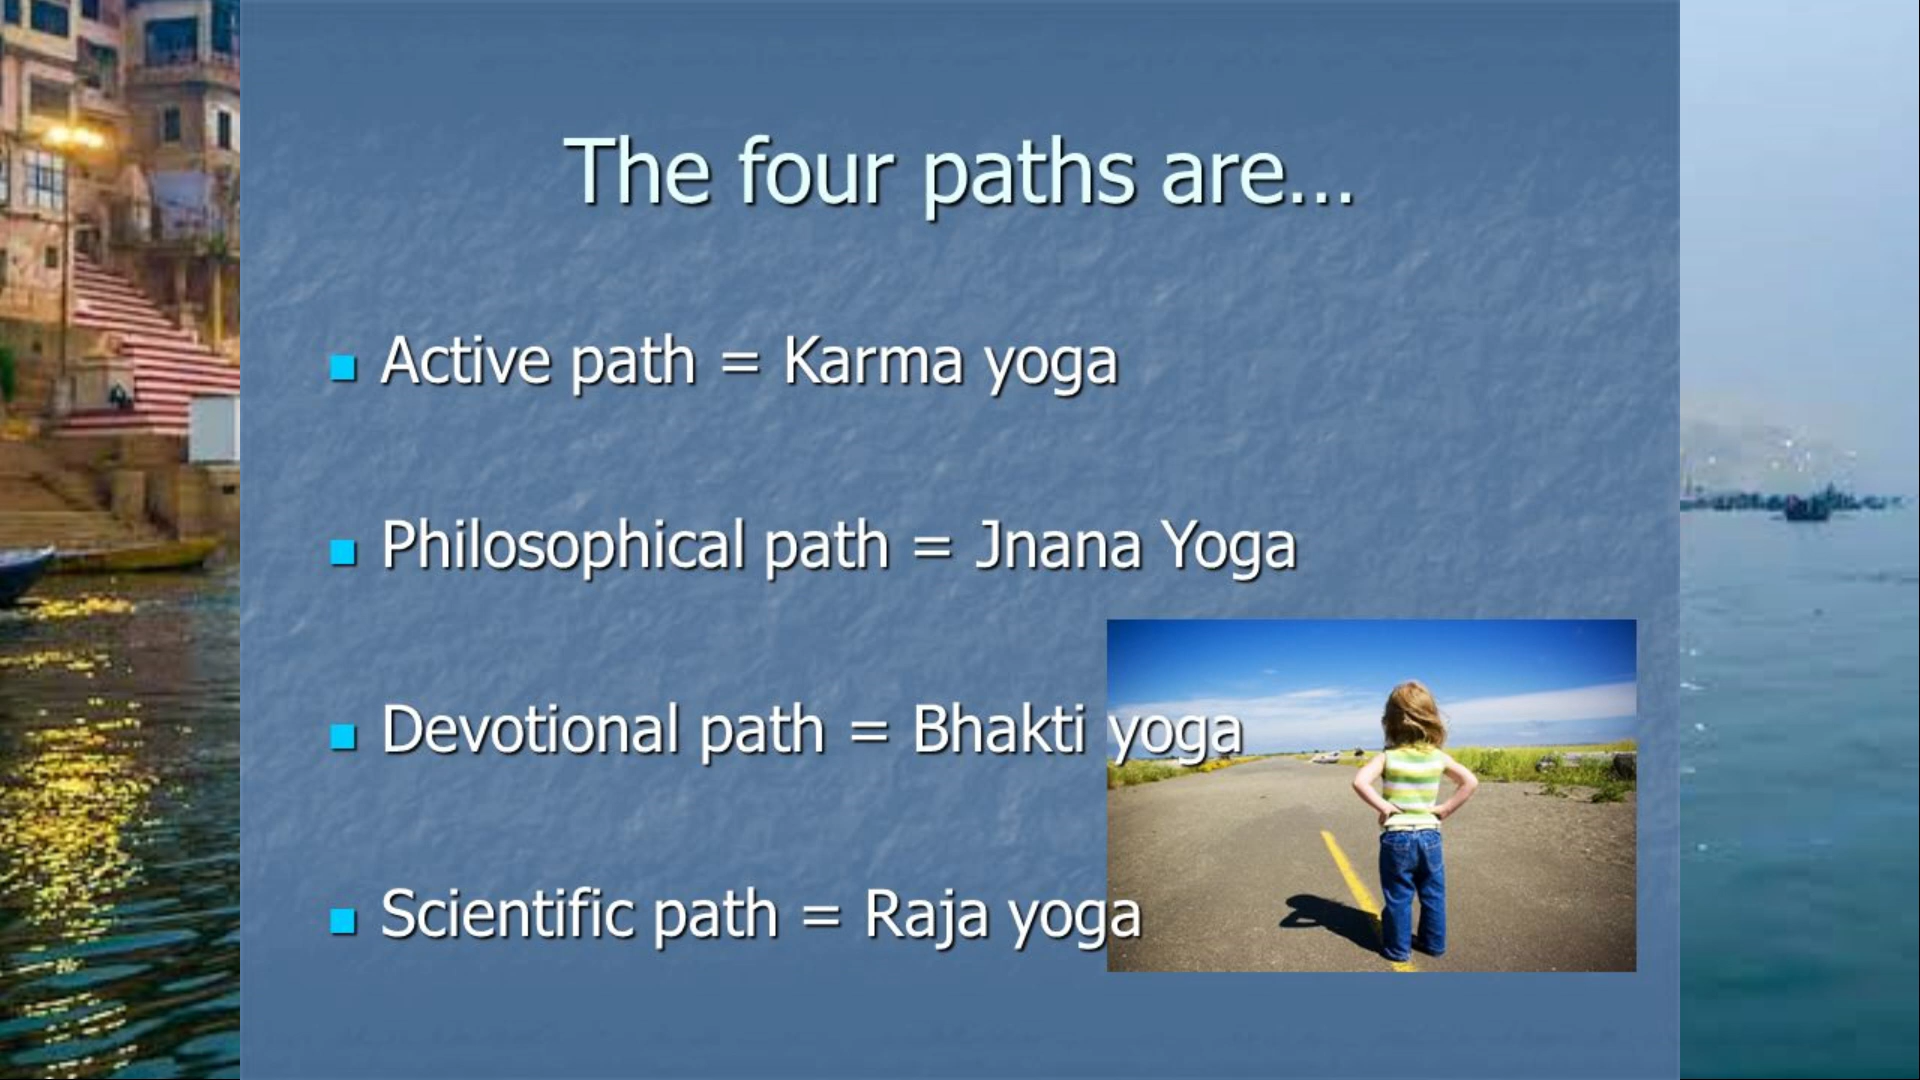 The four paths are...
Active path = Karma yoga
Philosophical path = Jnana Yoga
Devotional path = Bhakti yoga
Scientific path = Raja yoga